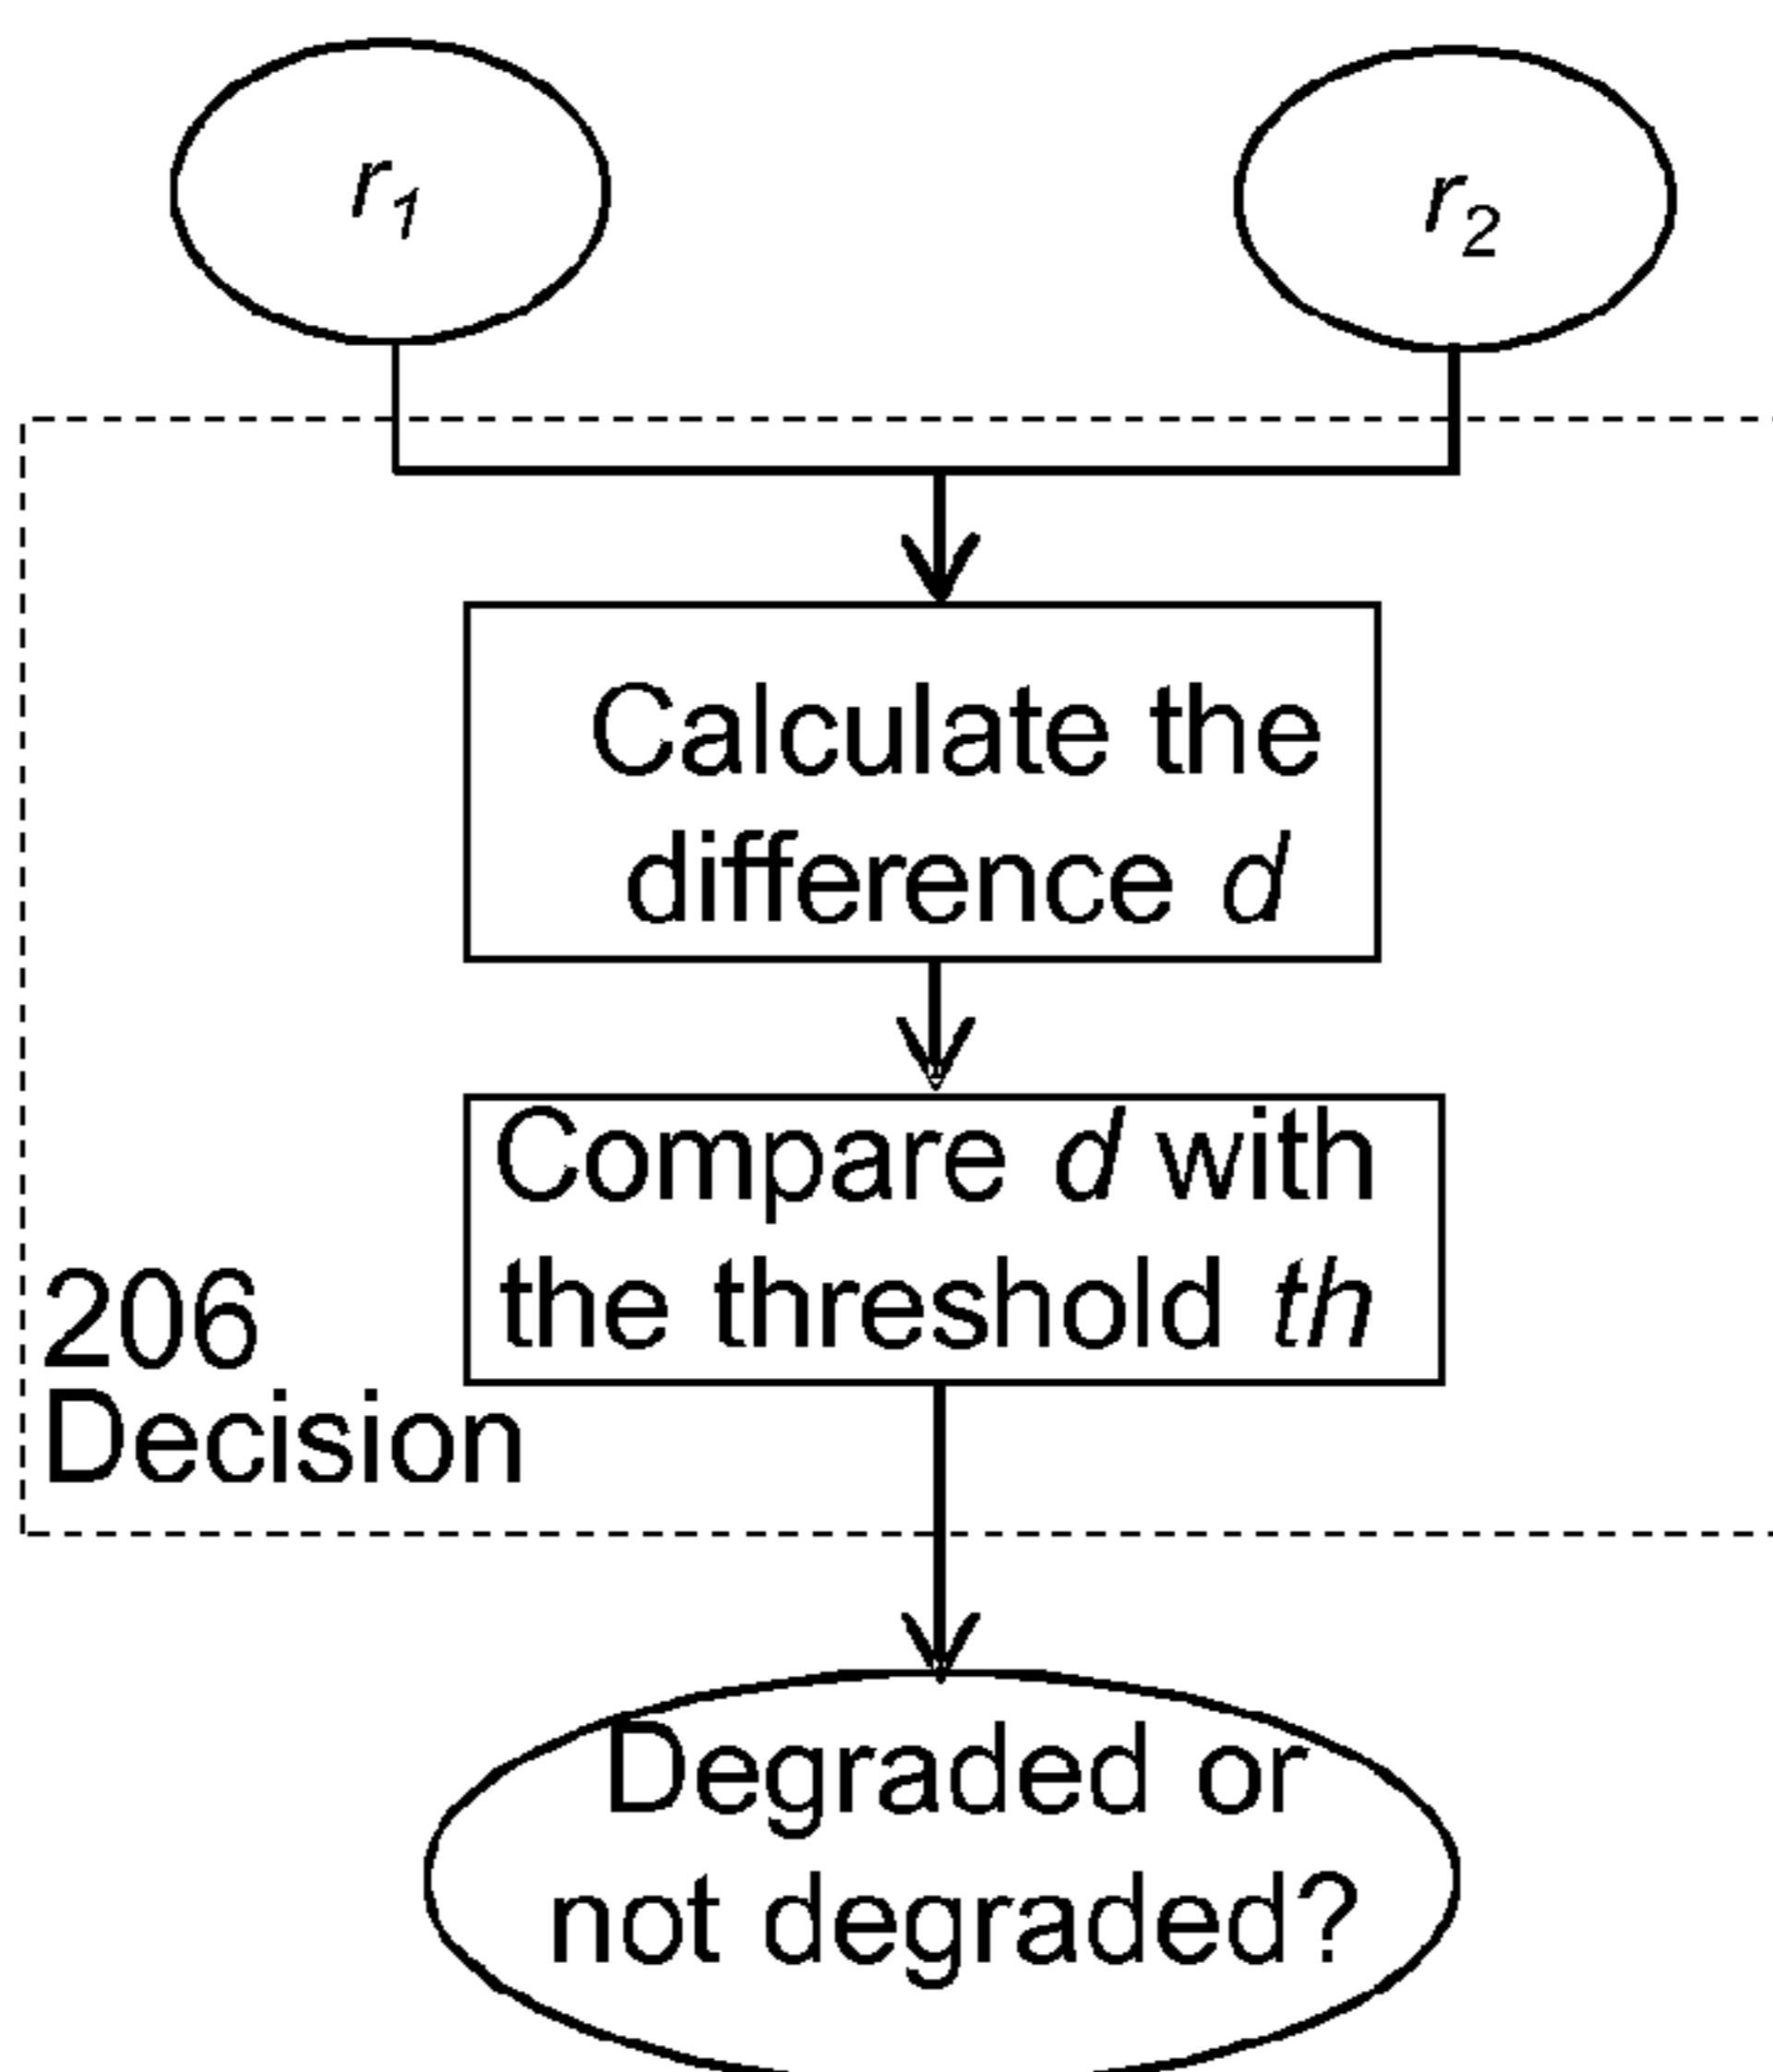 r1
r2
Calculate the
difference d
Compare d with
the threshold th
206
Decision
Degraded or
not degraded?